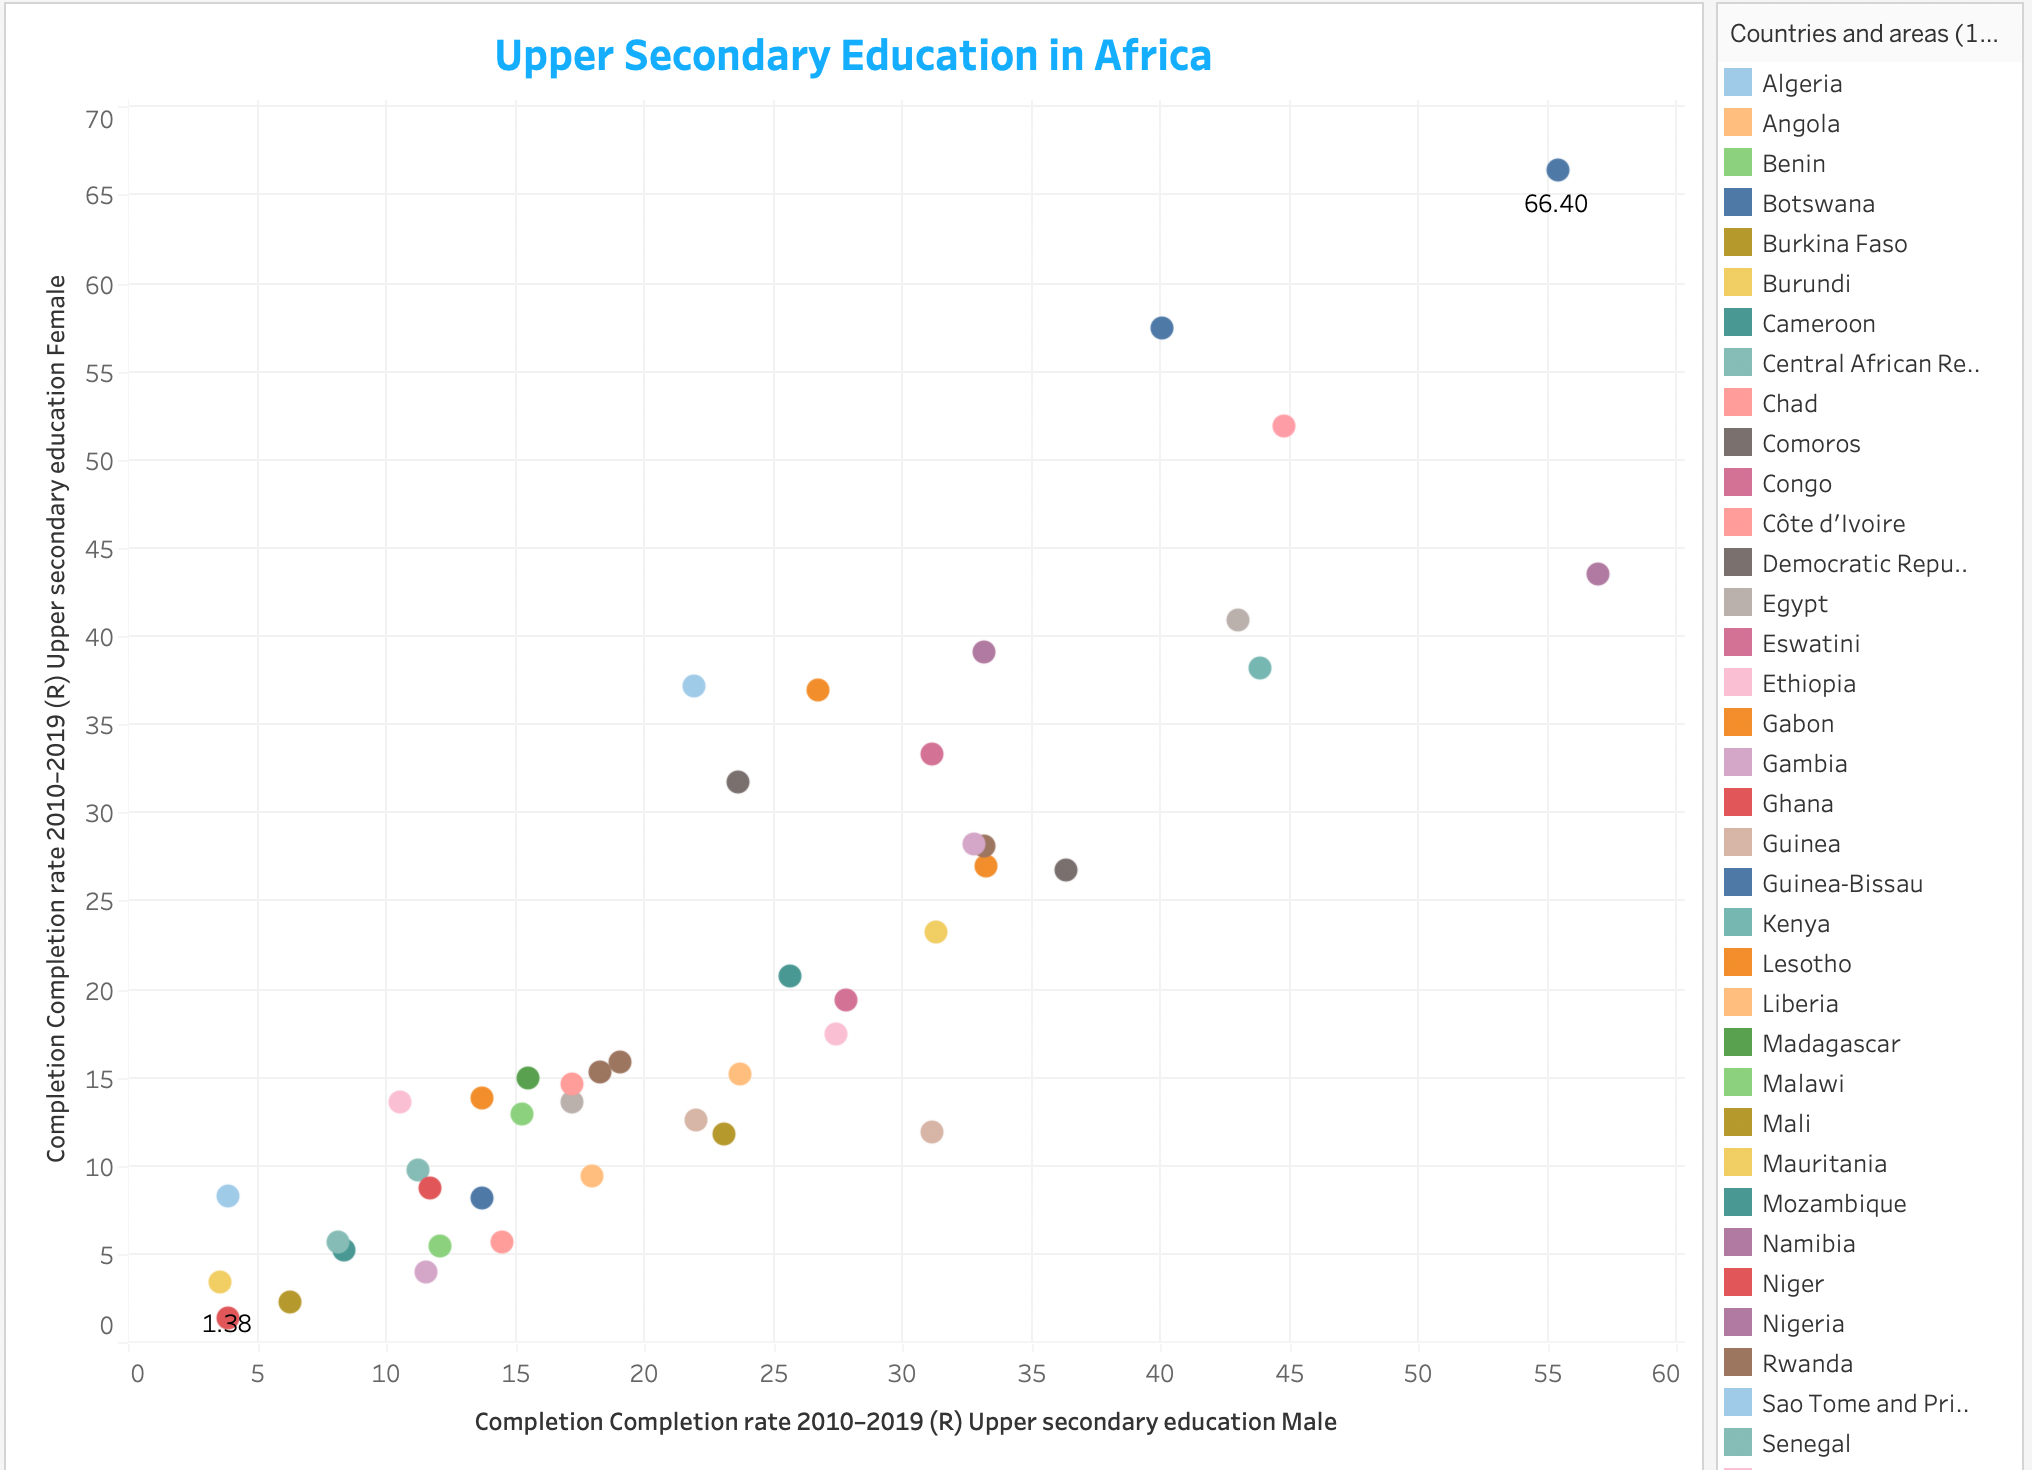 Upper Secondary Education in Africa
Completion Completion rate 2010–2019 (R) Upper secondary education Female
70
65
60
55
50
45
40
35
30
25
20
15
10
5
0
66.40
1.38
0 5 10 15 20 25 30 35 40 45 50 55 60
Completion Completion rate 2010–2019 (R) Upper secondary education Male
Countries and areas (1...
Algeria
Angola
Benin
Botswana
Burkina Faso
Burundi
Cameroon
Central African Re..
Chad
Comoros
Congo
Côte d’Ivoire
Democratic Repu..
Egypt
Eswatini
Ethiopia
Gabon
Gambia
Ghana
Guinea
Guinea-Bissau
Kenya
Lesotho
Liberia
Madagascar
Malawi
Mali
Mauritania
Mozambique
Namibia
Niger
Nigeria
Rwanda
Sao Tome and Pri..
Senegal